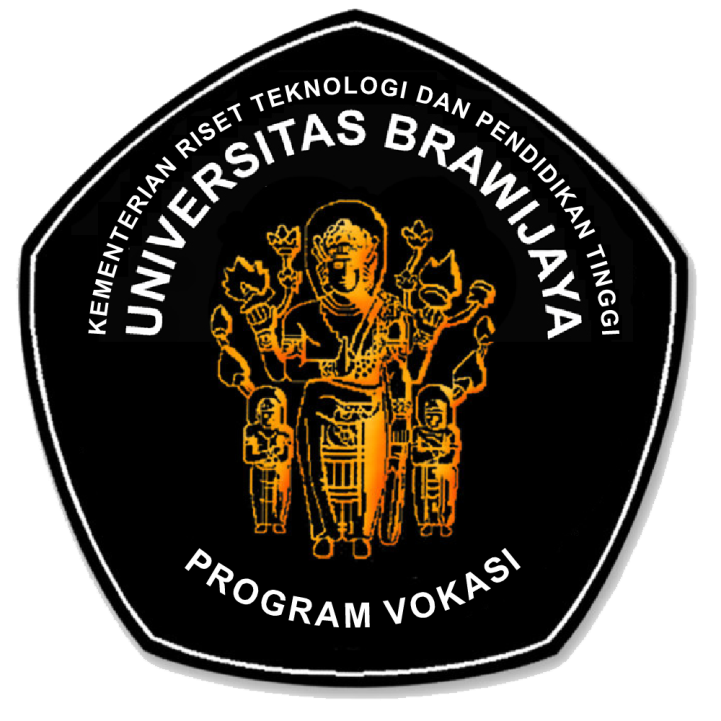 KEMENTERIAN RISET TEKNOLOGI DAN PENDIDIKAN TINGGI
UNIVERSITAS BRAWIJAYA
PROGRAM VOKASI